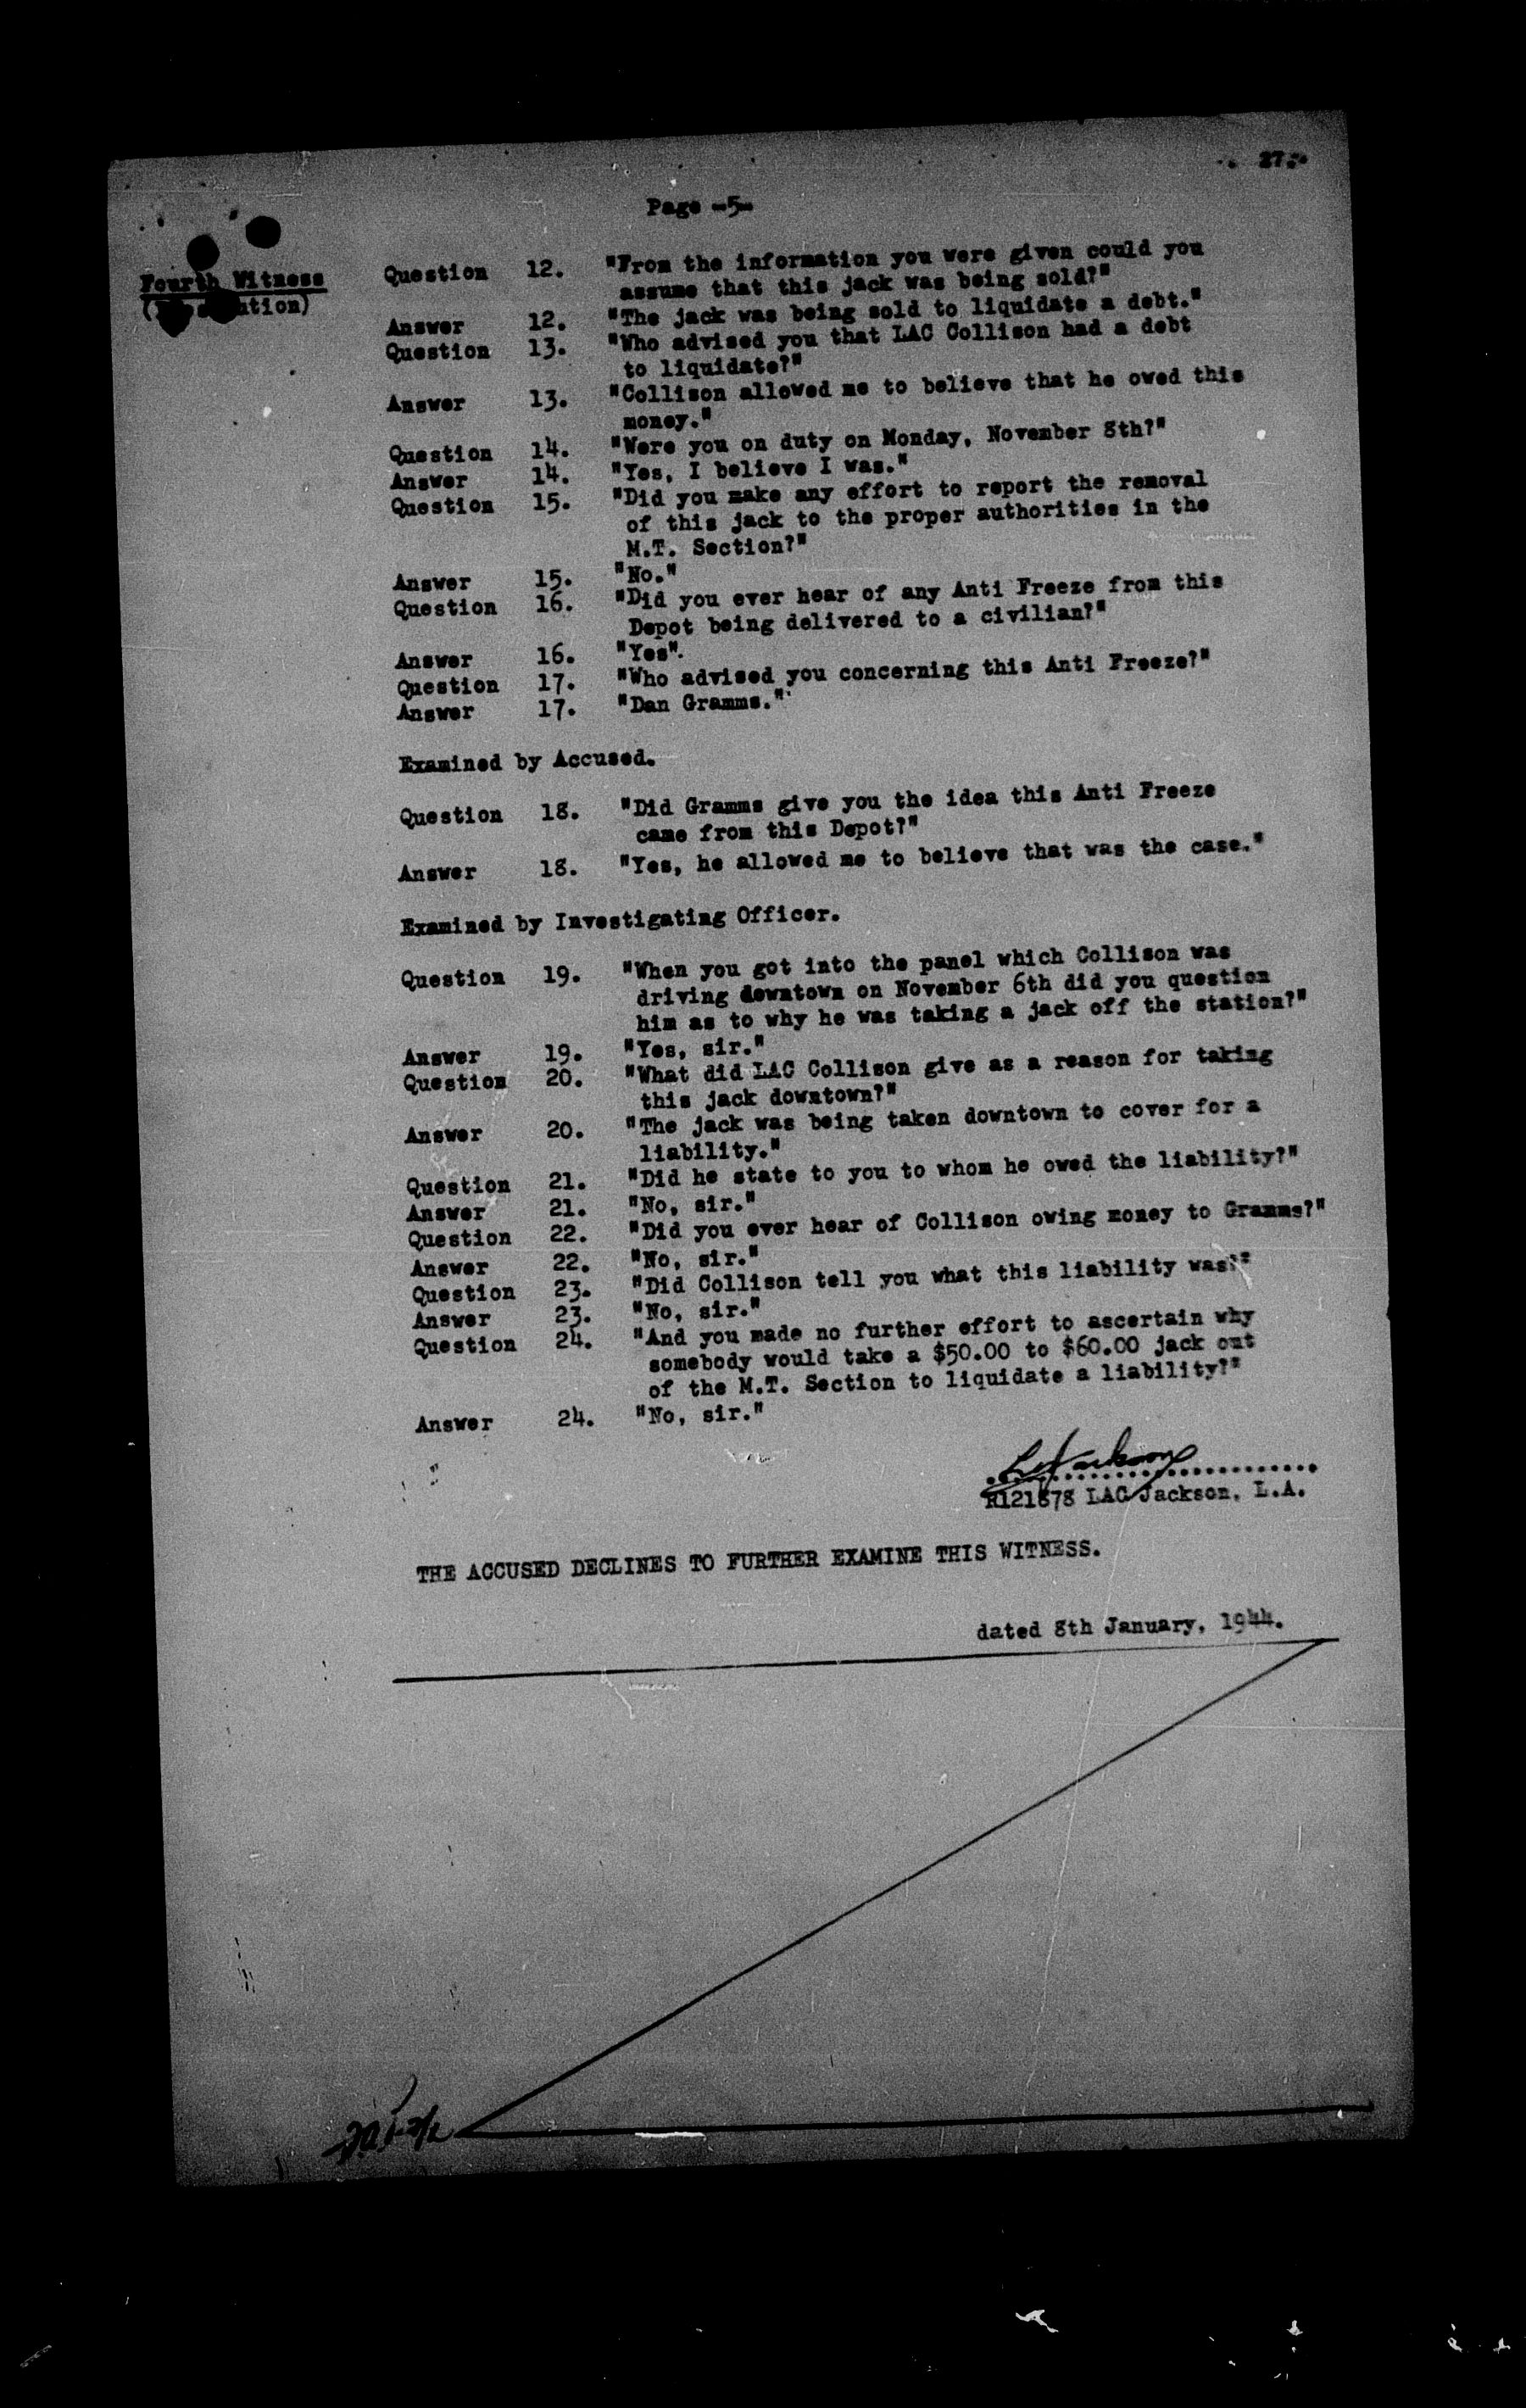 27.
Page -5-
Fourth Witness
Question 12. "From the information you were given could you
assume that this jack was being sold?"
Answer 12. "The jack was being sold to liquidate a debt."
Question 13. "Who advised you that LAC Collison had a debt
to liquidate?"
Answer 13. "Collison allowed me to believe that he owed this
money."
Question 14. "Were you on duty on Monday, November 8th?"
Answer 14. "Yes, I believe I was."
Question 15. "Did you make any effort to report the removal
of this jack to the proper authorities in the
M.T. Section?"
Answer 15. "No."
Question 16. "Did you ever hear of any Anti Freeze from this
Depot being delivered to a civilian?"
Answer 16. "Yes".
Question 17. "Who advised you concerning this Anti Freeze?"
Answer 17. "Dan Gramms."
Examined by Accused.
Question 18. "Did Gramms give you the idea this Anti Freeze
came from this Depot?"
Answer 18. "Yes, he allowed me to believe that was the case."
Examined by Investigating Officer.
Question 19. "When you got into the panel which Collison was
driving downtown on November 6th did you question
him as to why he was taking a jack off the station?"
Answer 19. "Yes, sir."
Question 20. "What did LAC Collison give as a reason for taking
this jack downtown?"
Answer 20. "The jack was being taken downtown to cover for a
liability."
Question 21. "Did he state to you to whom he owed the liability?"
Answer 21. "No, sir."
Question 22. "Did you ever hear of Collison owing money to Gramms?"
Answer 22. "No, sir."
Question 23. "Did Collison tell you what this liability was?"
Answer 23. "No, sir."
Question 24. "And you made no further effort to ascertain why
somebody would take a $50.00 to $60.00 jack out
of the M.T. Section to liquidate a liability?"
Answer 24. "No, sir."
R121878 LAC Jackson, L.A.
THE ACCUSED DECLINES TO FURTHER EXAMINE THIS WITNESS.
dated 8th January, 1944.